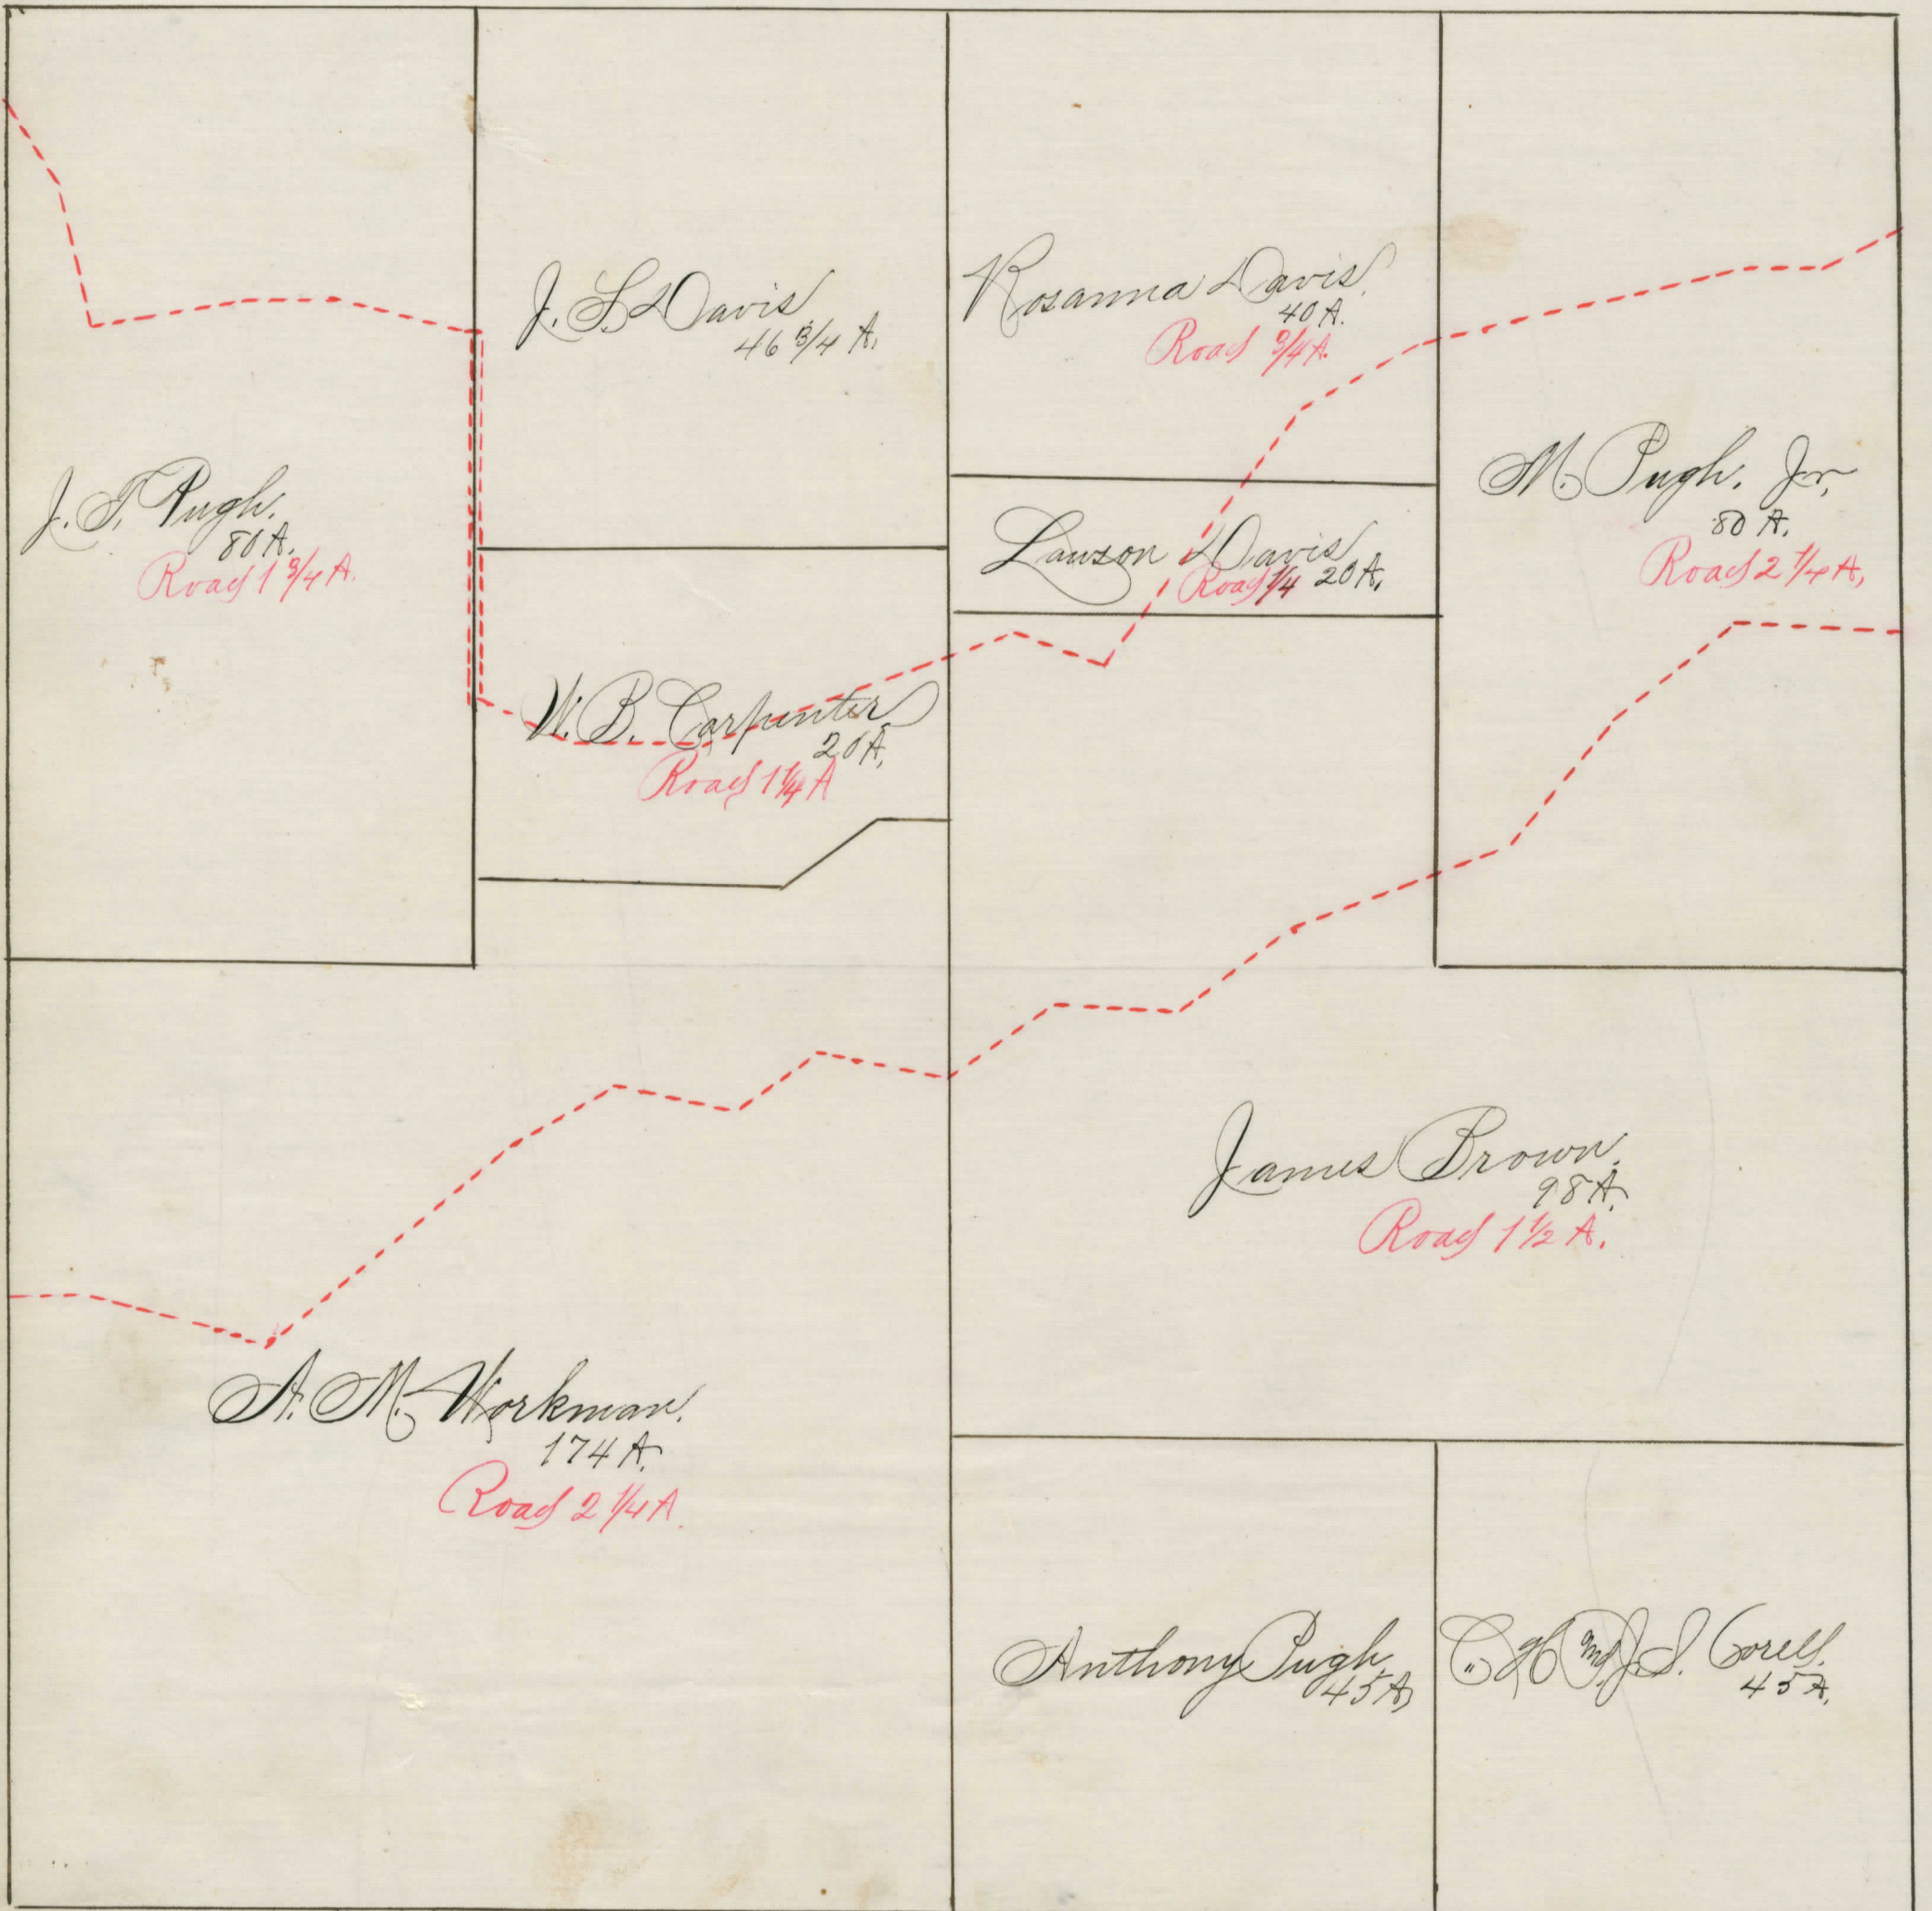 J. S. Davis
46 3/4 A.
Rosanna Davis.
40 A.
Road 3/4 A.
J. T. Pugh.
80 A.
Road 1 3/4 A.
M. Pugh. Jr.
80 A.
Road 2 1/4 A,
Lawson Davis
Road 1/4 20 A.
W. B. Carpenter.
26 A,
Road 1 1/4 A
James Brown.
98 A.
Road 1 1/2 A.
A. M. Workman.
174 A.
Road 2 1/4 A.
Anthony Pugh
45 A,
C. H. and J. S. Corell.
45 A.